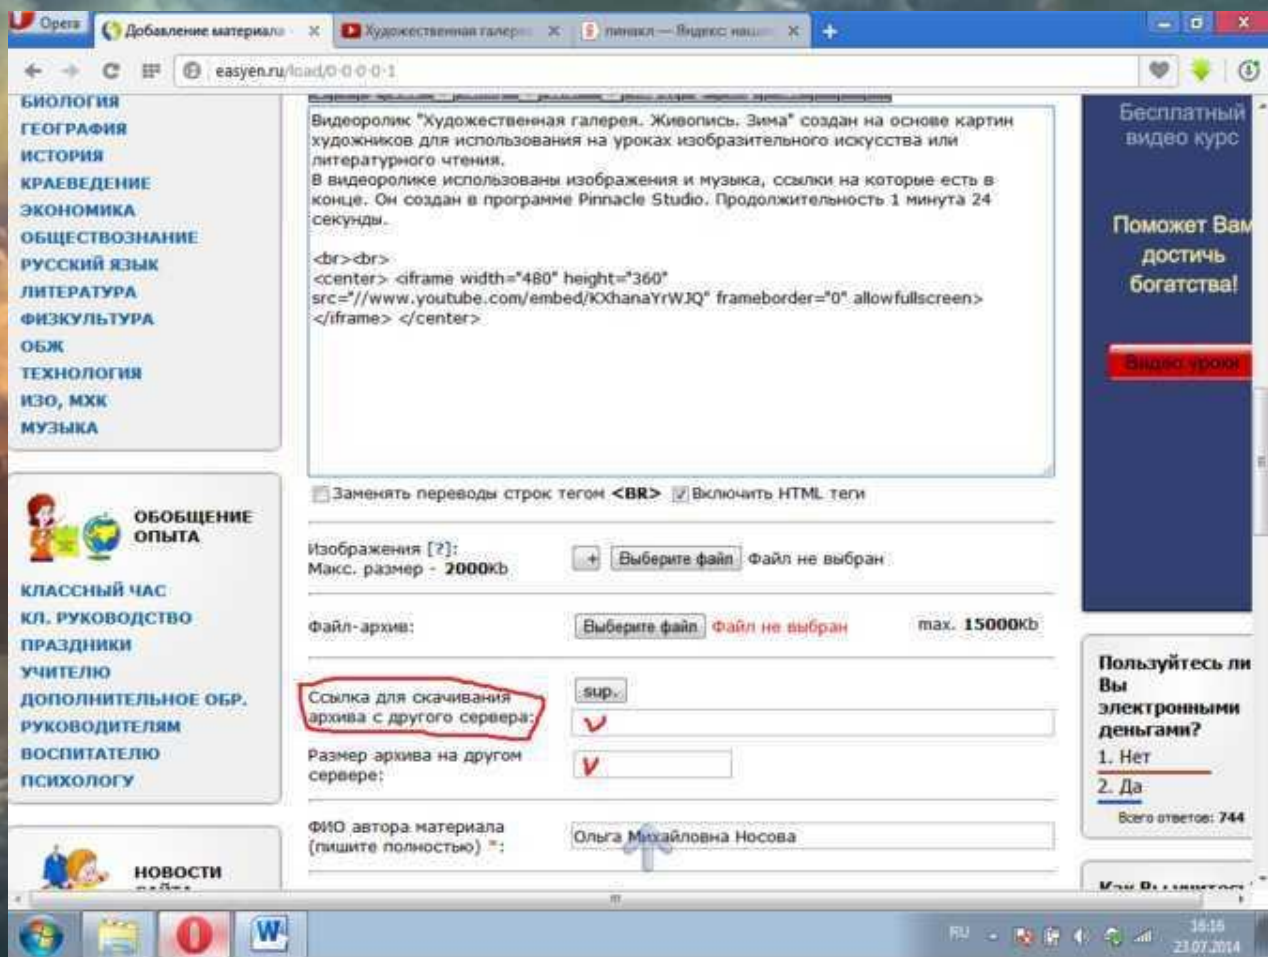 Opera
Добавление материала
Художественная галере
пинакл — Яндекс: наш
easyen.ru/load/0-0-0-0-1
БИОЛОГИЯ
ГЕОГРАФИЯ
ИСТОРИЯ
КРАЕВЕДЕНИЕ
ЭКОНОМИКА
ОБЩЕСТВОЗНАНИЕ
РУССКИЙ ЯЗЫК
ЛИТЕРАТУРА
ФИЗКУЛЬТУРА
ОБЖ
ТЕХНОЛОГИЯ
ИЗО, МХК
МУЗЫКА
ОБОБЩЕНИЕ
ОПЫТА
КЛАССНЫЙ ЧАС
КЛ. РУКОВОДСТВО
ПРАЗДНИКИ
УЧИТЕЛЮ
ДОПОЛНИТЕЛЬНОЕ ОБР.
РУКОВОДИТЕЛЯМ
ВОСПИТАТЕЛЮ
ПСИХОЛОГУ
НОВОСТИ
САЙТА
Видеоролик "Художественная галерея. Живопись. Зима" создан на основе картин
художников для использования на уроках изобразительного искусства или
литературного чтения.
В видеоролике использованы изображения и музыка, ссылки на которые есть в
конце. Он создан в программе Pinnacle Studio. Продолжительность 1 минута 24
секунды.
<br><br>
<center> <iframe width="480" height="360"
src="//www.youtube.com/embed/KXhanaYrWJQ" frameborder="0" allowfullscreen>
</iframe> </center>
Заменять переводы строк тегом <BR> Включить HTML теги
Изображения [?]:
Макс. размер - 2000Kb
+ Выберите файл Файл не выбран
Файл-архив: Выберите файл Файл не выбран max. 15000Kb
Ссылка для скачивания
архива с другого сервера:
sup.
Размер архива на другом
сервере:
ФИО автора материала
(пишите полностью) *:
Ольга Михайловна Носова
Бесплатный
видео курс
Поможет Вам
достичь
богатства!
Видео уроки
Пользуйтесь ли
Вы
электронными
деньгами?
1. Нет
2. Да
Всего ответов: 744
RU
16:16
23.07.2014